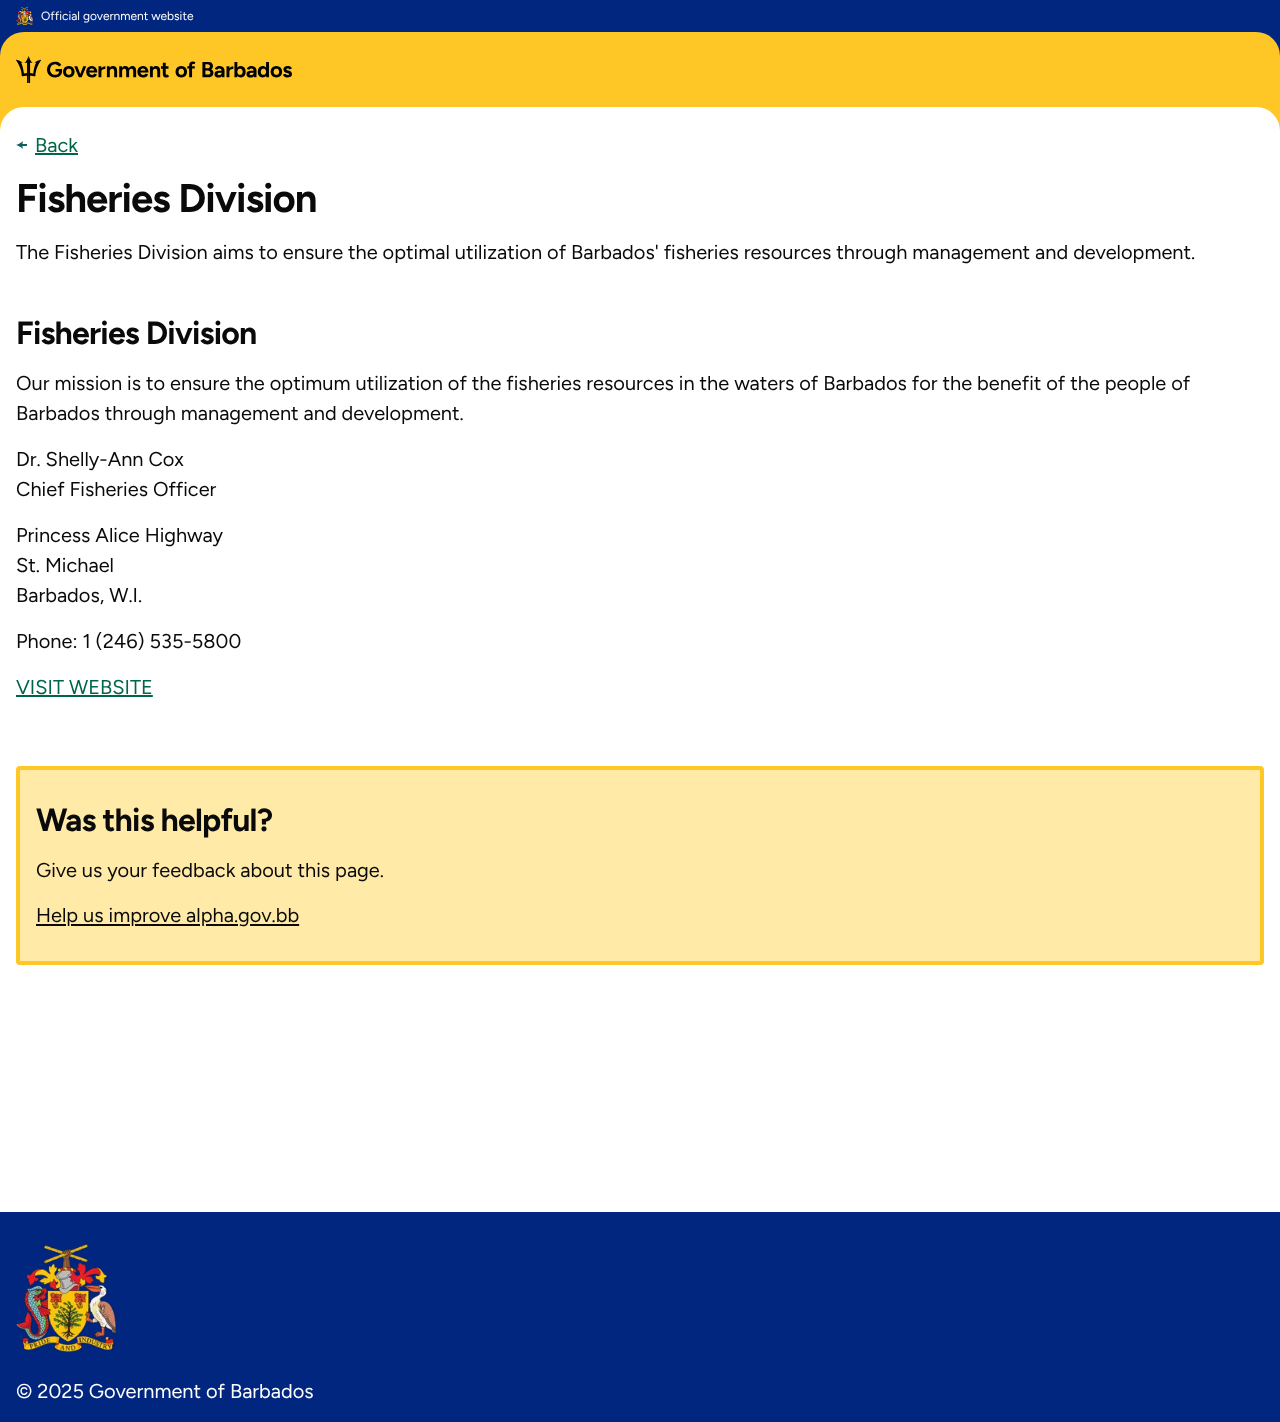 Official government website
Government of Barbados
Back
Fisheries Division
The Fisheries Division aims to ensure the optimal utilization of Barbados' fisheries resources through management and development.
Fisheries Division
Our mission is to ensure the optimum utilization of the fisheries resources in the waters of Barbados for the benefit of the people of
Barbados through management and development.
Dr. Shelly-Ann Cox
Chief Fisheries Officer
Princess Alice Highway
St. Michael
Barbados, W.I.
Phone: 1 (246) 535-5800
VISIT WEBSITE
Was this helpful?
Give us your feedback about this page.
Help us improve alpha.gov.bb
PRIDE AND INDUSTRY
© 2025 Government of Barbados